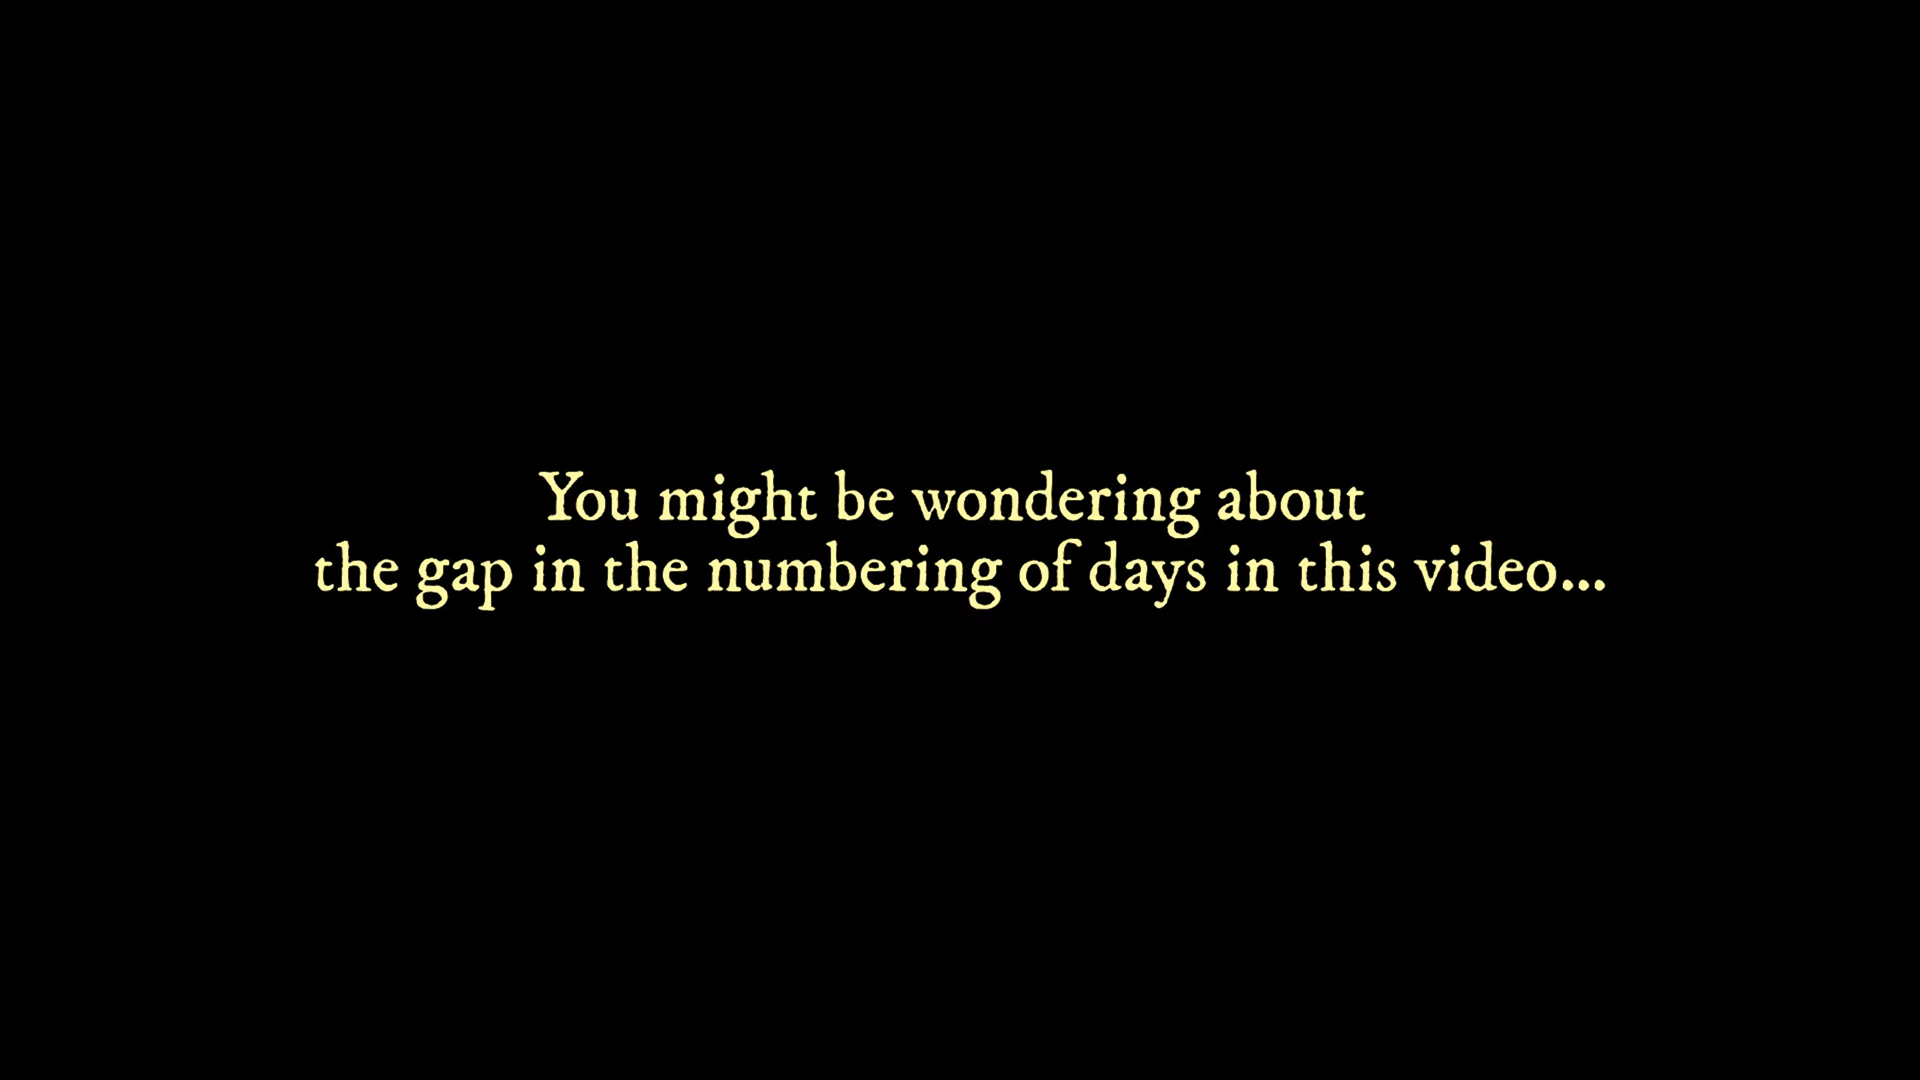 You might be wondering about
the gap in the numbering of days in this video...